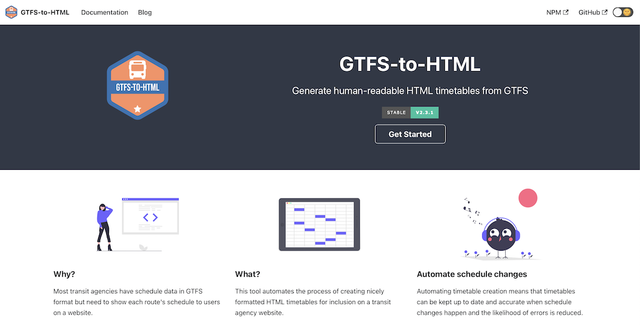 GTFS-to-HTML Documentation Blog NPM GitHub
GTFS-TO-HTML
GTFS-to-HTML
Generate human-readable HTML timetables from GTFS
STABLE V2.3.1
Get Started
Why?
Most transit agencies have schedule data in GTFS
format but need to show each route's schedule to users
on a website.
What?
This tool automates the process of creating nicely
formatted HTML timetables for inclusion on a transit
agency website.
Automate schedule changes
Automating timetable creation means that timetables
can be kept up to date and accurate when schedule
changes happen and the likelihood of errors is reduced.